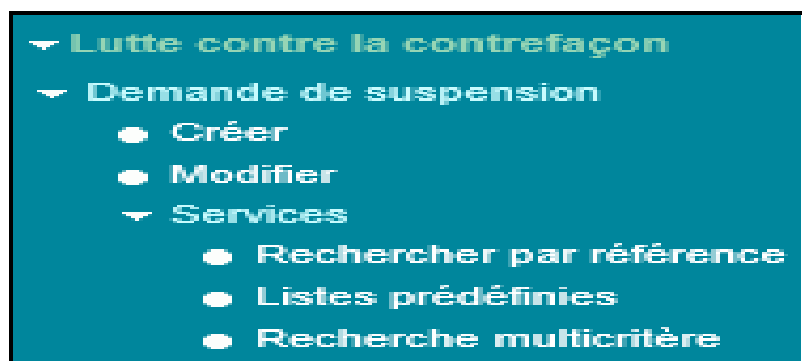 Lutte contre la contrefaçon
Demande de suspension
Créer
Modifier
Services
Rechercher par référence
Listes prédéfinies
Recherche multicritère